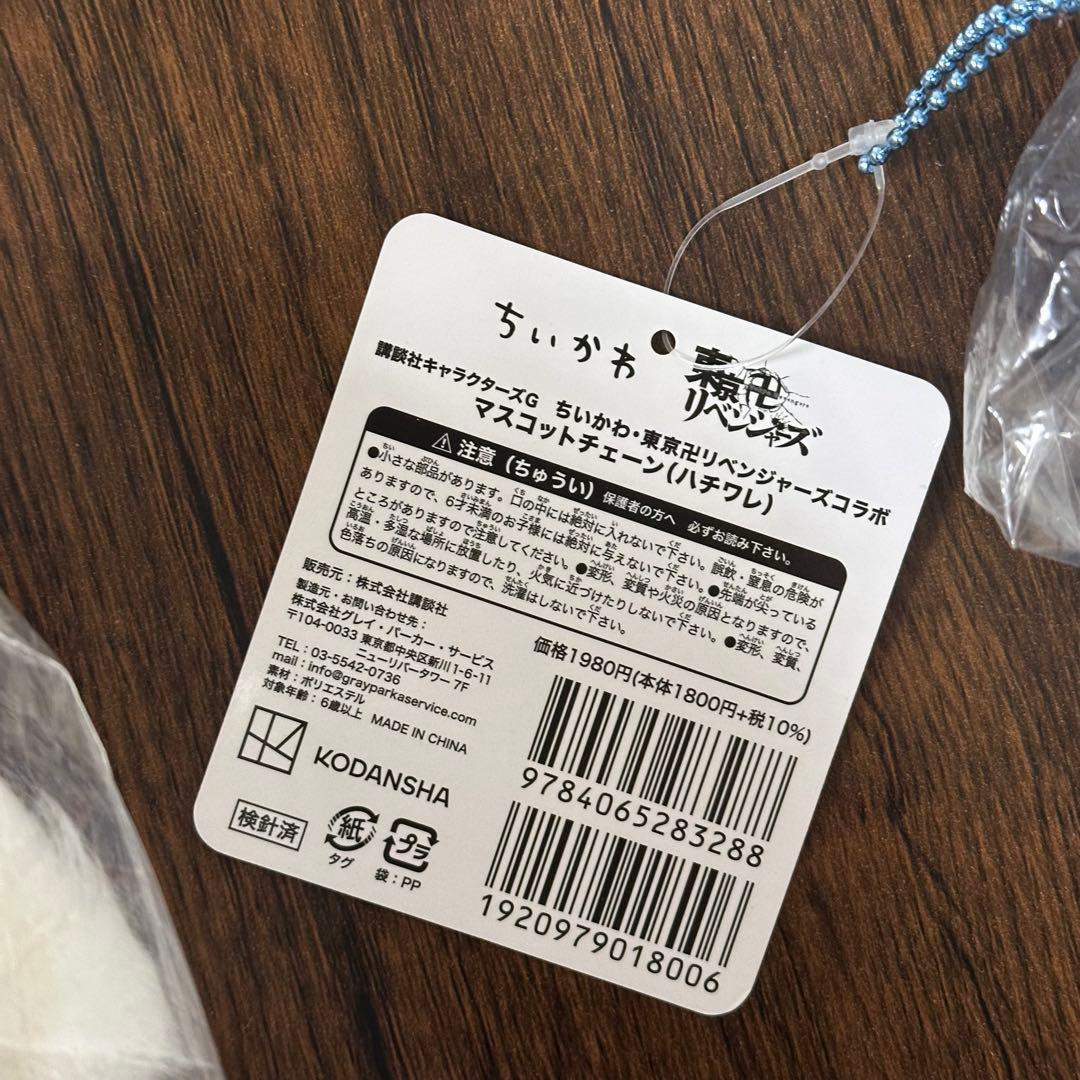 ちいかわ
東京卍リベンジャーズ
講談社キャラクターズG ちいかわ・東京卍リベンジャーズコラボ
マスコットチェーン(ハチワレ)
⚠注意(ちゅうい) 保護者の方へ 必ずお読み下さい。
●小さな部品があります。口の中には絶対に入れないで下さい。誤飲・窒息の危険が
ありますので、6才未満のお子様には絶対に与えないで下さい。●先端が尖っている
ところがありますので注意してください。●変形、変質や火災の原因となりますので、
高温・多湿な場所に放置したり、火気に近づけたりしないで下さい。●変形、変質、
色落ちの原因になりますので、洗濯はしないで下さい。
販売元:株式会社講談社
製造元・お問い合わせ先:
株式会社グレイ・パーカー・サービス
〒104-0033 東京都中央区新川1-6-11
ニューリバータワー 7F
TEL:03-5542-0736
mail:info@grayparkaservice.com
素材:ポリエステル
対象年齢:6歳以上 MADE IN CHINA
KODANSHA
検針済
紙
タグ
プラ
袋:PP
価格1980円(本体1800円+税10%)
9784065283288
1920979018006